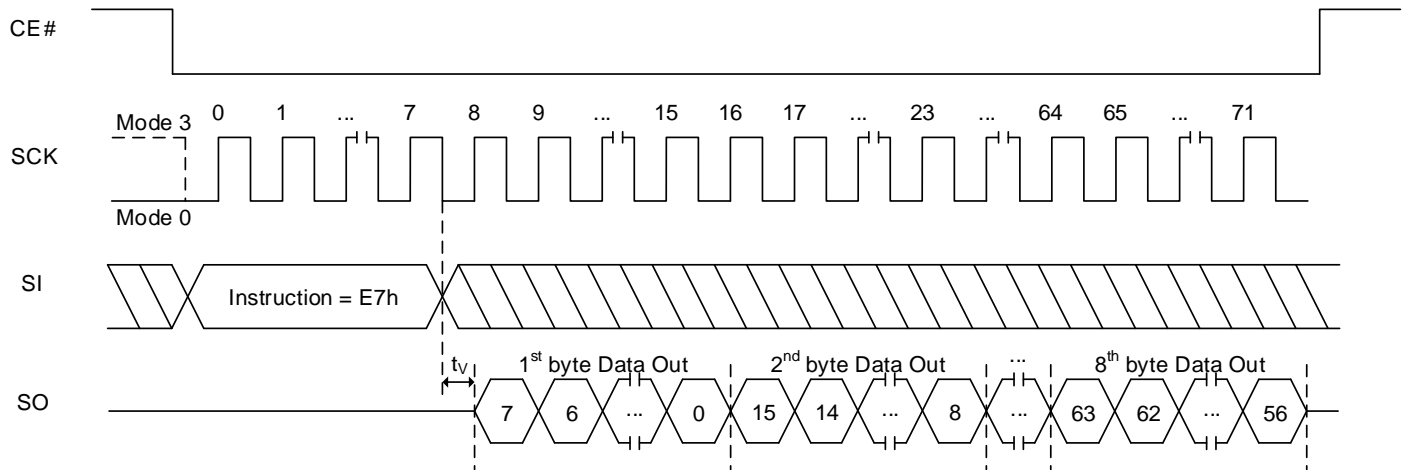 CE#
0 1 ... 7 8 9 ... 15 16 17 ... 23 ... 64 65 ... 71
Mode 3
SCK
Mode 0
SI
Instruction = E7h
tV 1st byte Data Out 2nd byte Data Out ... 8th byte Data Out
SO
7 6 ... 0 15 14 ... 8 ... 63 62 ... 56